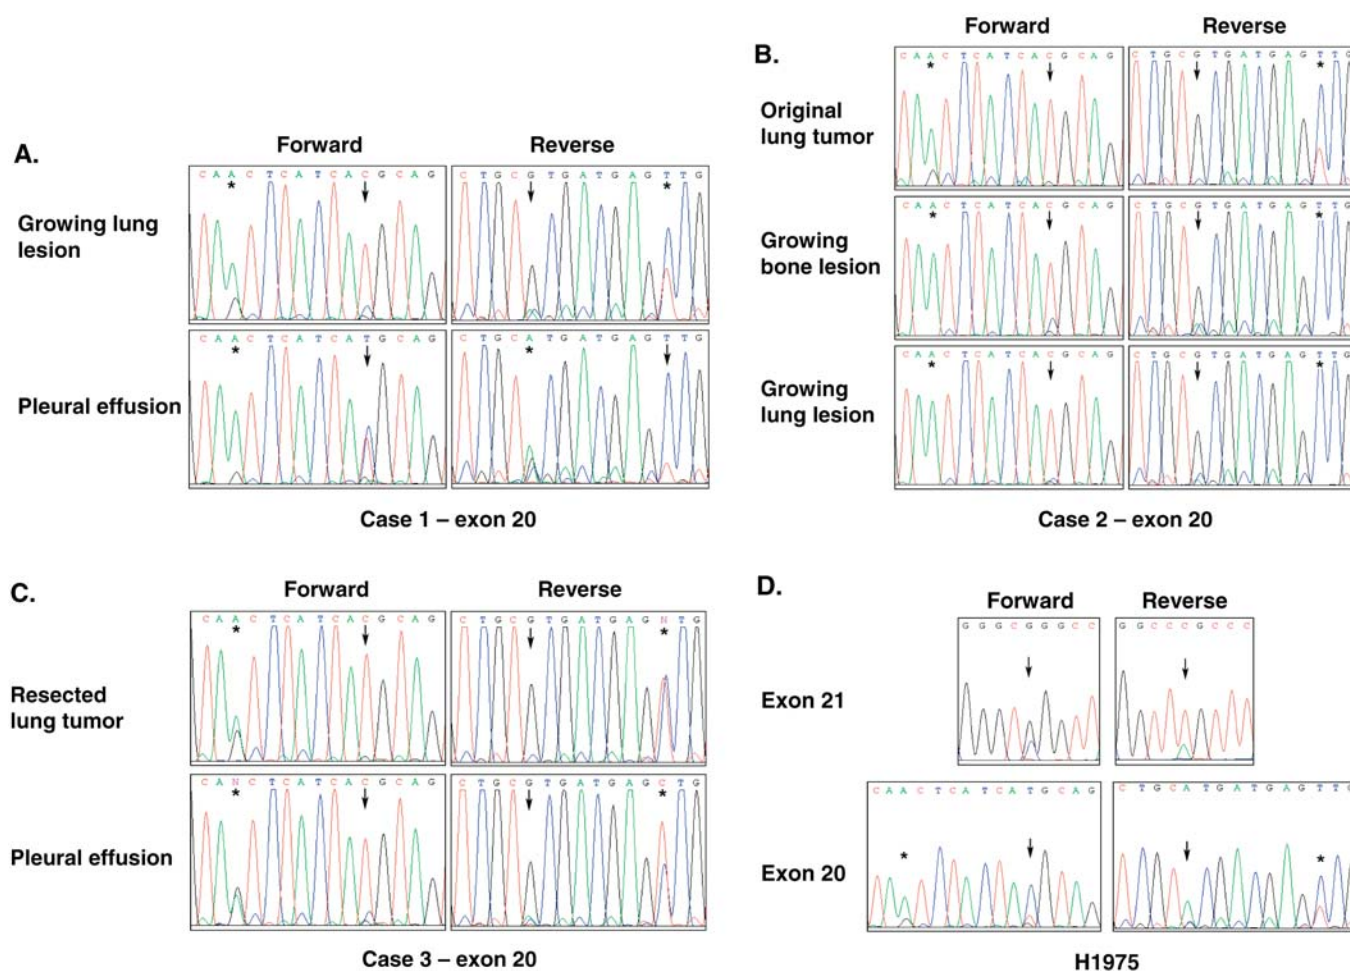 A.
Forward Reverse
Growing lung
lesion
C A A C T C A T C A C G C A G
*
C T G C G T G A T G A G T T G
*
Pleural effusion
C A A C T C A T C A T G C A G
*
C T G C A T G A T G A G T T G
*
Case 1 – exon 20
B.
Forward Reverse
Original
lung tumor
C A A C T C A T C A C G C A G
*
C T G C G T G A T G A G T T G
*
Growing
bone lesion
C A A C T C A T C A C G C A G
*
C T G C G T G A T G A G T T G
*
Growing
lung lesion
C A A C T C A T C A C G C A G
*
C T G C G T G A T G A G T T G
*
Case 2 – exon 20
C.
Forward Reverse
Resected
lung tumor
C A A C T C A T C A C G C A G
*
C T G C G T G A T G A G N T G
*
Pleural effusion
C A N C T C A T C A C G C A G
*
C T G C G T G A T G A G C T G
*
Case 3 – exon 20
D.
Forward Reverse
Exon 21
G G G C G G G C C
G G C C C G C C C
Exon 20
C A A C T C A T C A T G C A G
*
C T G C A T G A T G A G T T G
*
H1975